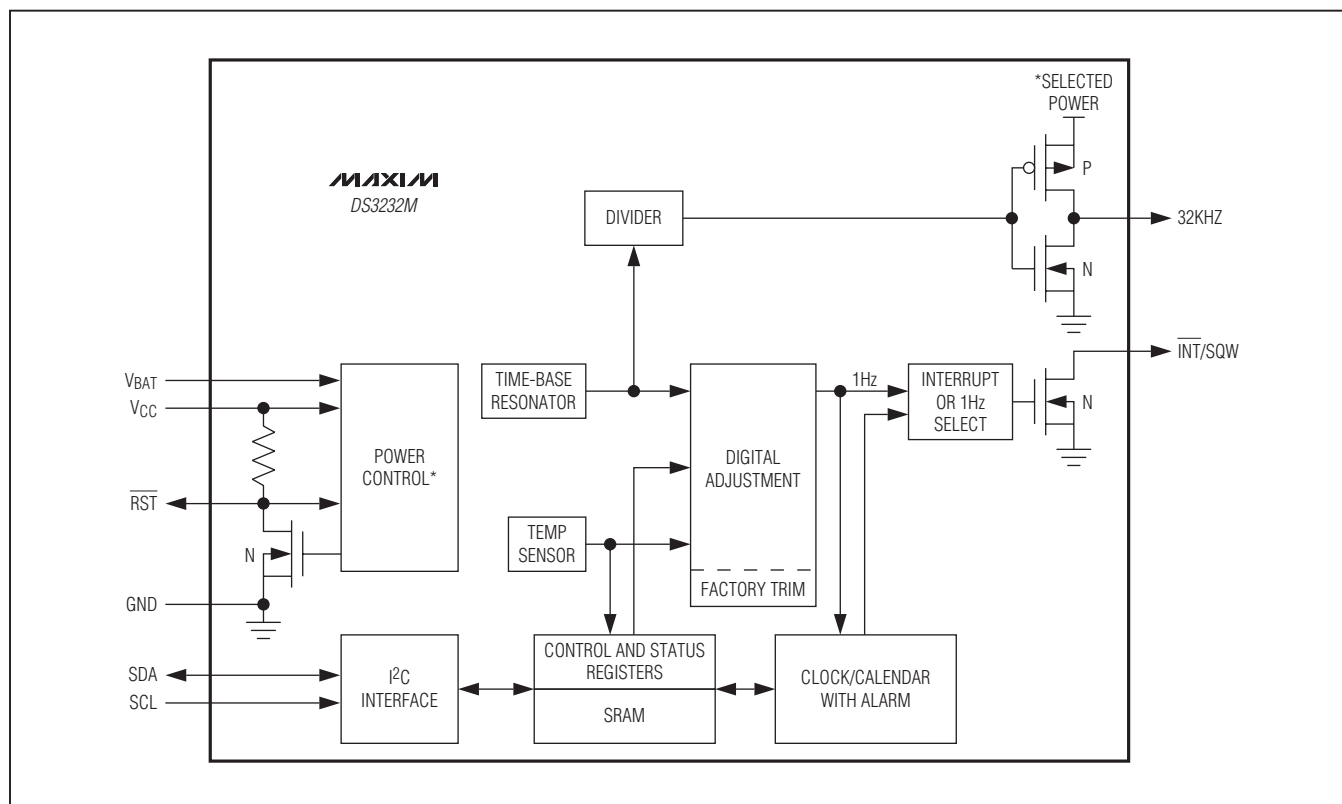 *SELECTED
POWER
P
MAXIM
DS3232M
DIVIDER
32KHZ
N
I̅N̅T̅/SQW
VBAT
VCC
TIME-BASE
RESONATOR
1Hz
INTERRUPT
OR 1Hz
SELECT
N
POWER
CONTROL*
DIGITAL
ADJUSTMENT
R̅S̅T̅
TEMP
SENSOR
N
FACTORY TRIM
GND
SDA
SCL
I²C
INTERFACE
CONTROL AND STATUS
REGISTERS
SRAM
CLOCK/CALENDAR
WITH ALARM